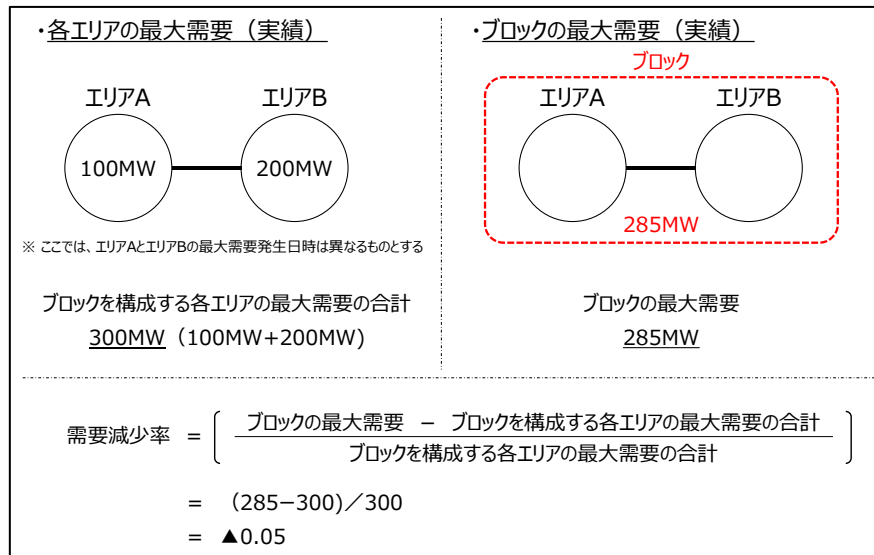 ・各エリアの最大需要（実績）
エリアA
エリアB
100MW
200MW
※ ここでは、エリアAとエリアBの最大需要発生日時は異なるものとする
ブロックを構成する各エリアの最大需要の合計
300MW（100MW+200MW）
・ブロックの最大需要（実績）
ブロック
エリアA
エリアB
285MW
ブロックの最大需要
285MW
需要減少率 = ［ ブロックの最大需要 － ブロックを構成する各エリアの最大需要の合計
ブロックを構成する各エリアの最大需要の合計 ］
= （285−300）／300
= ▲0.05